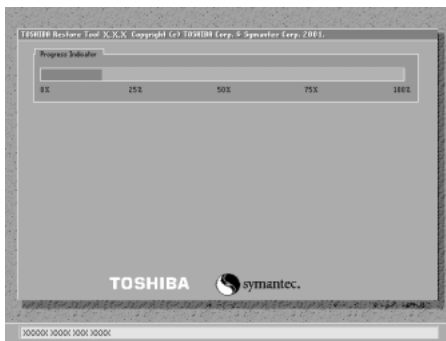 TOSHIBA Restore Tool X.X.X Copyright (c) TOSHIBA Corp. & Symantec Corp. 2001.
Progress Indicator
0% 25% 50% 75% 100%
TOSHIBA symantec.
XXXXX XXXX XXX XXXX